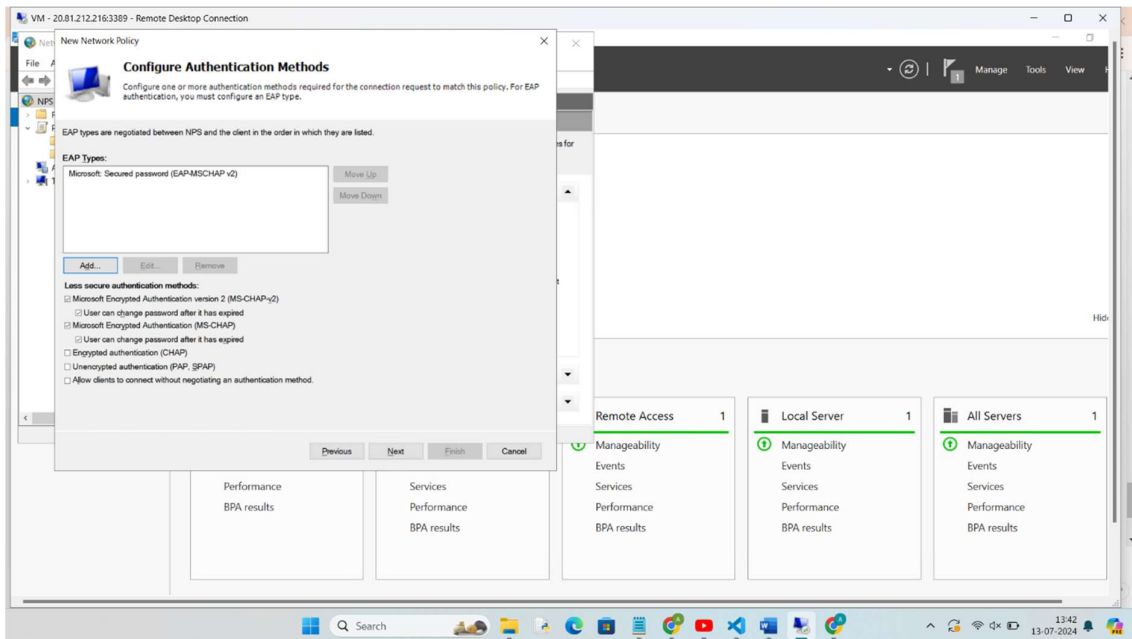 VM - 20.81.212.216:3389 - Remote Desktop Connection
New Network Policy
File
Configure Authentication Methods
Configure one or more authentication methods required for the connection request to match this policy. For EAP
authentication, you must configure an EAP type.
Manage Tools View
1
NPS
EAP types are negotiated between NPS and the client in the order in which they are listed.
es for
EAP Types:
Microsoft: Secured password (EAP-MSCHAP v2)
Move Up
Move Down
Add... Edit... Remove
Less secure authentication methods:
Microsoft Encrypted Authentication version 2 (MS-CHAP-v2)
User can change password after it has expired
Microsoft Encrypted Authentication (MS-CHAP)
User can change password after it has expired
Encrypted authentication (CHAP)
Unencrypted authentication (PAP, SPAP)
Allow clients to connect without negotiating an authentication method.
Previous Next Finish Cancel
Performance
BPA results
Services
Performance
BPA results
Remote Access 1
Manageability
Events
Services
Performance
BPA results
Local Server 1
Manageability
Events
Services
Performance
BPA results
All Servers 1
Manageability
Events
Services
Performance
BPA results
Search
13:42
13-07-2024